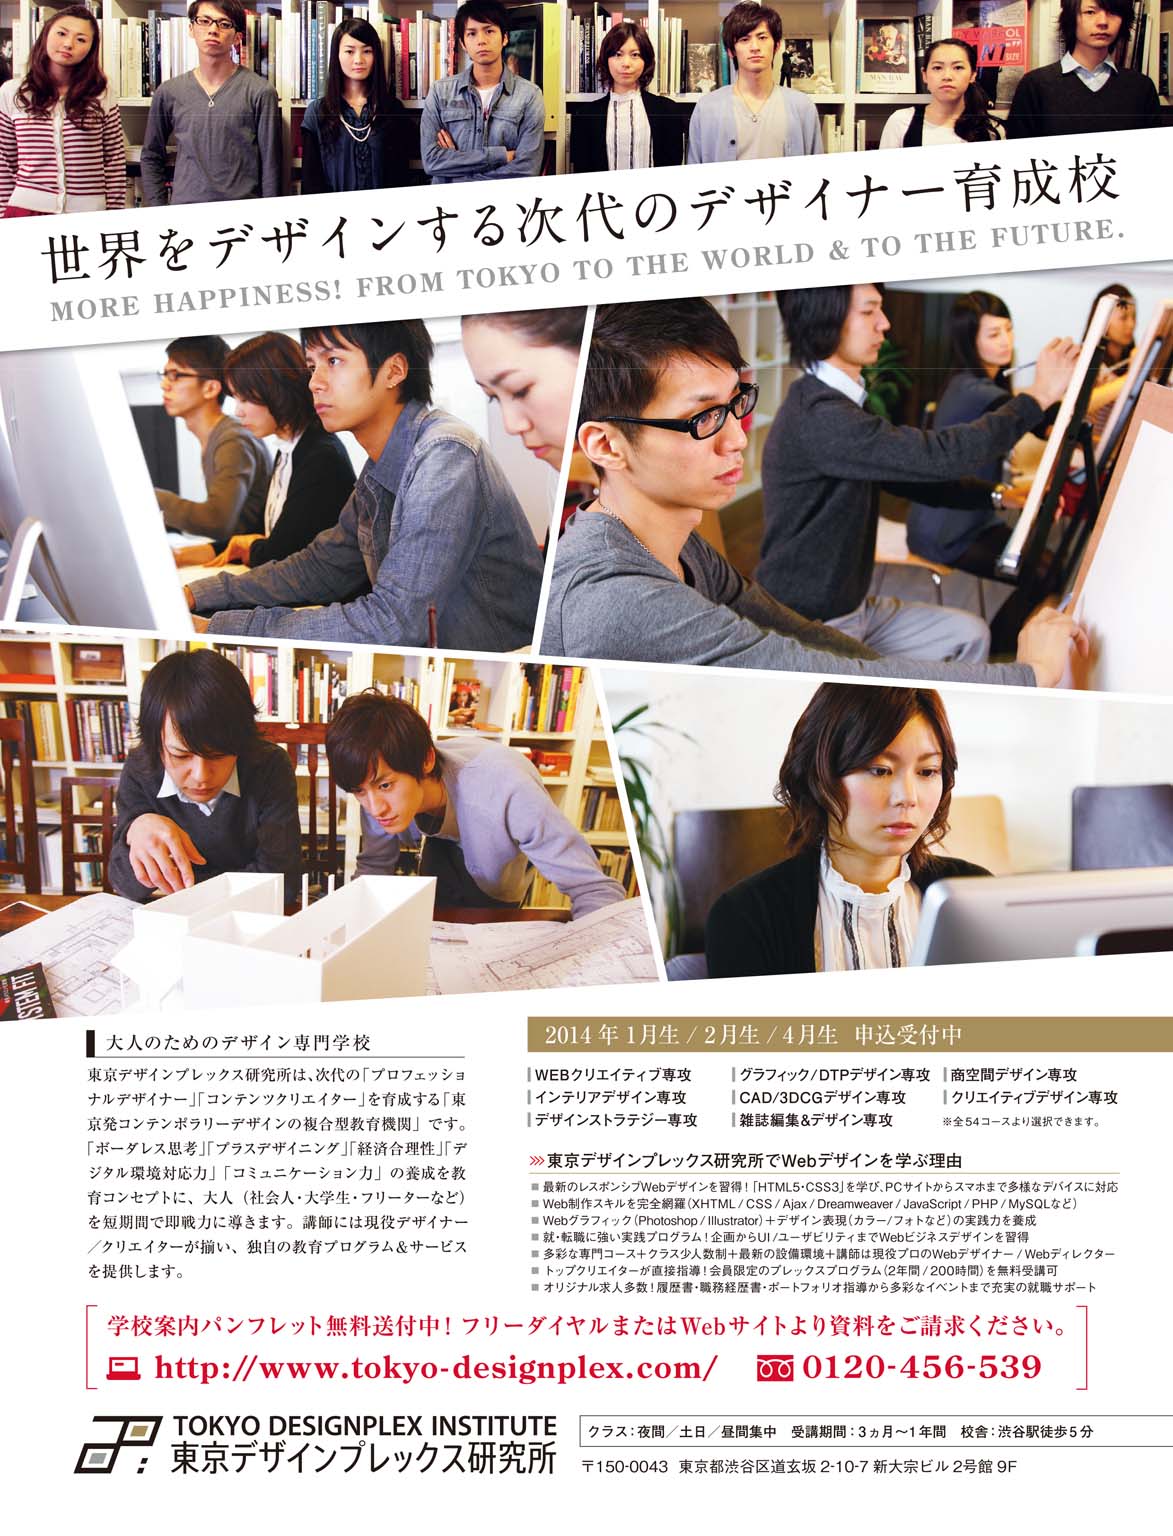 MAN RAY
世界をデザインする次代のデザイナー育成校
MORE HAPPINESS! FROM TOKYO TO THE WORLD & TO THE FUTURE.
大人のためのデザイン専門学校
東京デザインプレックス研究所は、次代の「プロフェッショ
ナルデザイナー」「コンテンツクリエイター」を育成する「東
京発コンテンポラリーデザインの複合型教育機関」です。
「ボーダレス思考」「プラスデザイニング」「経済合理性」「デ
ジタル環境対応力」「コミュニケーション力」の養成を教
育コンセプトに、大人（社会人・大学生・フリーターなど）
を短期間で即戦力に導きます。講師には現役デザイナー
／クリエイターが揃い、独自の教育プログラム＆サービス
を提供します。
2014年 1月生 / 2月生 / 4月生 申込受付中
WEBクリエイティブ専攻 グラフィック/DTPデザイン専攻 商空間デザイン専攻
インテリアデザイン専攻 CAD/3DCGデザイン専攻 クリエイティブデザイン専攻
デザインストラテジー専攻 雑誌編集&デザイン専攻 ※全54コースより選択できます。
東京デザインプレックス研究所でWebデザインを学ぶ理由
■ 最新のレスポンシブWebデザインを習得！「HTML5・CSS3」を学び、PCサイトからスマホまで多様なデバイスに対応
■ Web制作スキルを完全網羅（XHTML / CSS / Ajax / Dreamweaver / JavaScript / PHP / MySQLなど）
■ Webグラフィック（Photoshop / Illustrator）＋デザイン表現（カラー/フォトなど）の実践力を養成
■ 就・転職に強い実践プログラム！企画からUI /ユーザビリティまでWebビジネスデザインを習得
■ 多彩な専門コース＋クラス少人数制＋最新の設備環境＋講師は現役プロのWebデザイナー / Webディレクター
■ トップクリエイターが直接指導！会員限定のプレックスプログラム（2年間 / 200時間）を無料受講可
■ オリジナル求人多数！履歴書・職務経歴書・ポートフォリオ指導から多彩なイベントまで充実の就職サポート
学校案内パンフレット無料送付中！フリーダイヤルまたはWebサイトより資料をご請求ください。
http://www.tokyo-designplex.com/ 0120-456-539
TOKYO DESIGNPLEX INSTITUTE
東京デザインプレックス研究所
クラス：夜間／土日／昼間集中 受講期間：3ヵ月〜1年間 校舎：渋谷駅徒歩5分
〒150-0043 東京都渋谷区道玄坂 2-10-7 新大宗ビル 2号館 9F